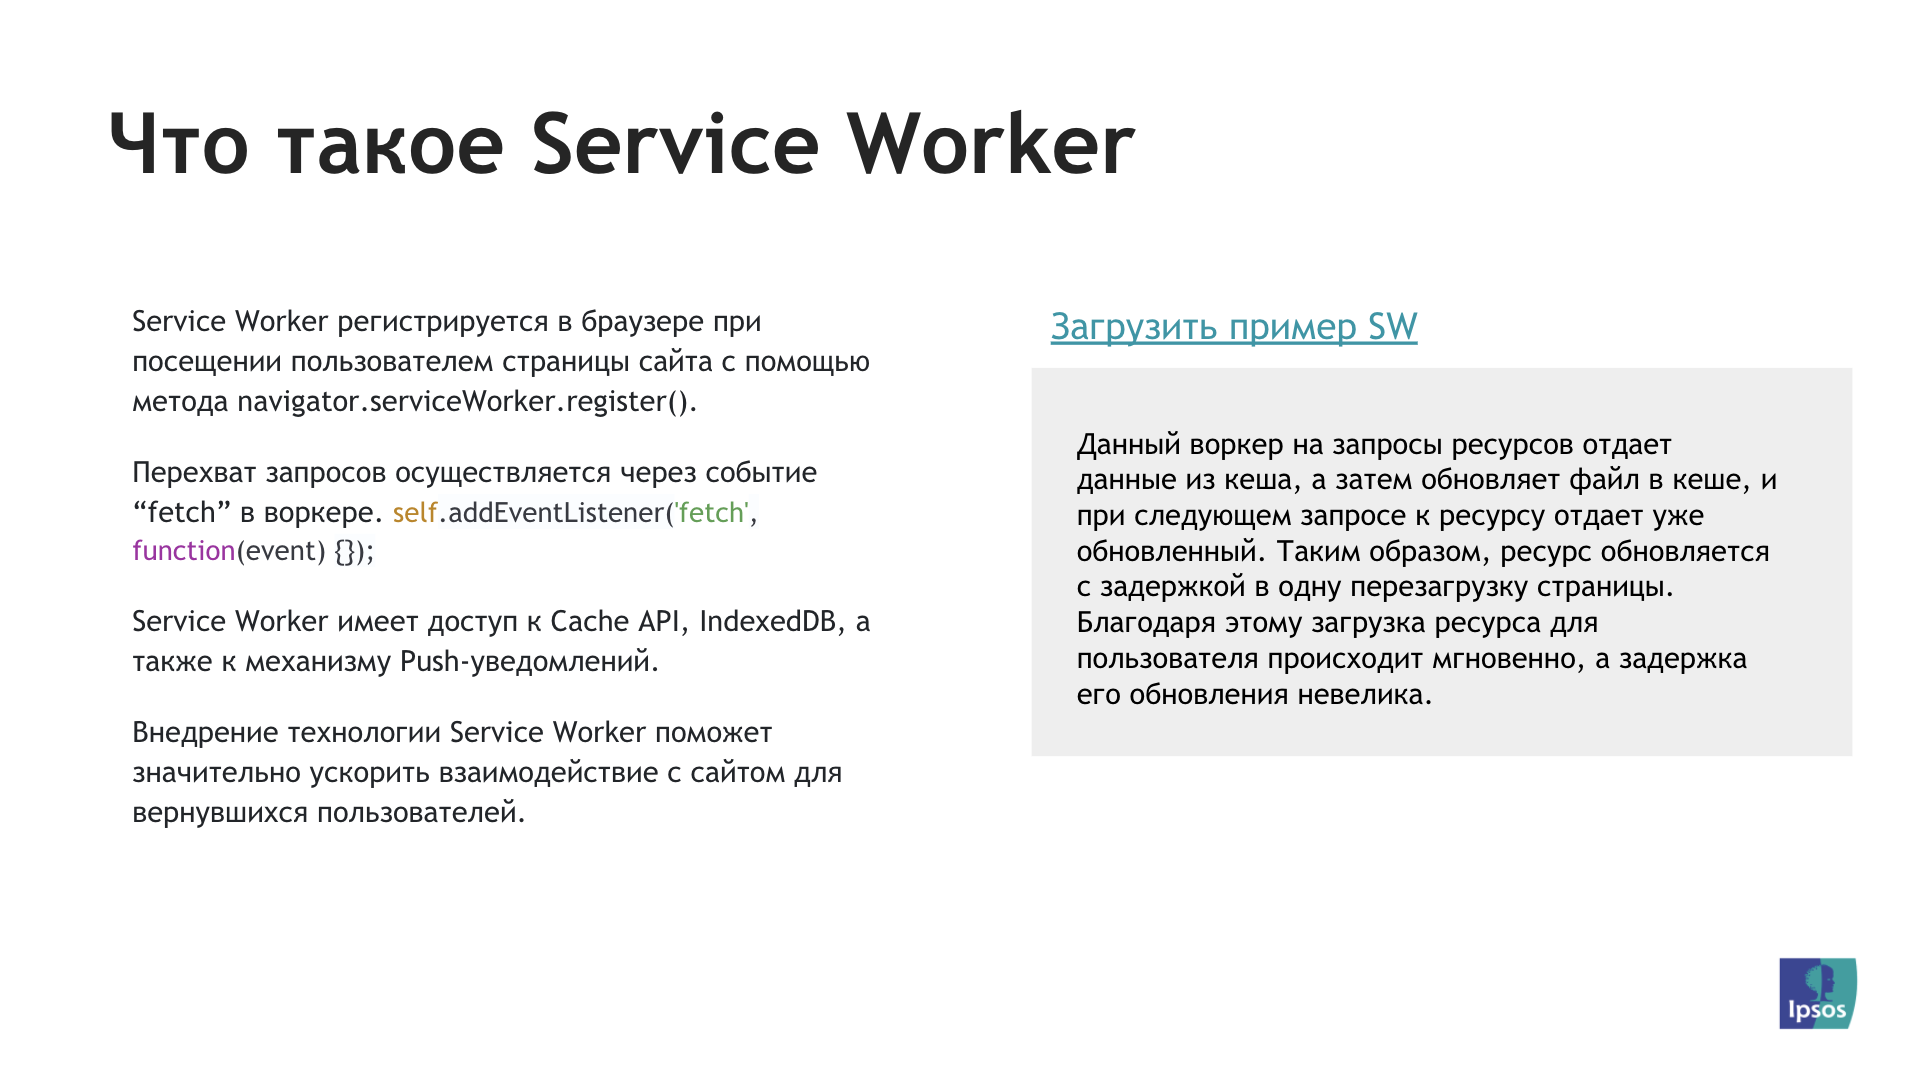 Что такое Service Worker
Service Worker регистрируется в браузере при
посещении пользователем страницы сайта с помощью
метода navigator.serviceWorker.register().
Перехват запросов осуществляется через событие
“fetch” в воркере. self.addEventListener('fetch',
function(event) {});
Service Worker имеет доступ к Cache API, IndexedDB, а
также к механизму Push-уведомлений.
Внедрение технологии Service Worker поможет
значительно ускорить взаимодействие с сайтом для
вернувшихся пользователей.
Загрузить пример SW
Данный воркер на запросы ресурсов отдает
данные из кеша, а затем обновляет файл в кеше, и
при следующем запросе к ресурсу отдает уже
обновленный. Таким образом, ресурс обновляется
с задержкой в одну перезагрузку страницы.
Благодаря этому загрузка ресурса для
пользователя происходит мгновенно, а задержка
его обновления невелика.
Ipsos